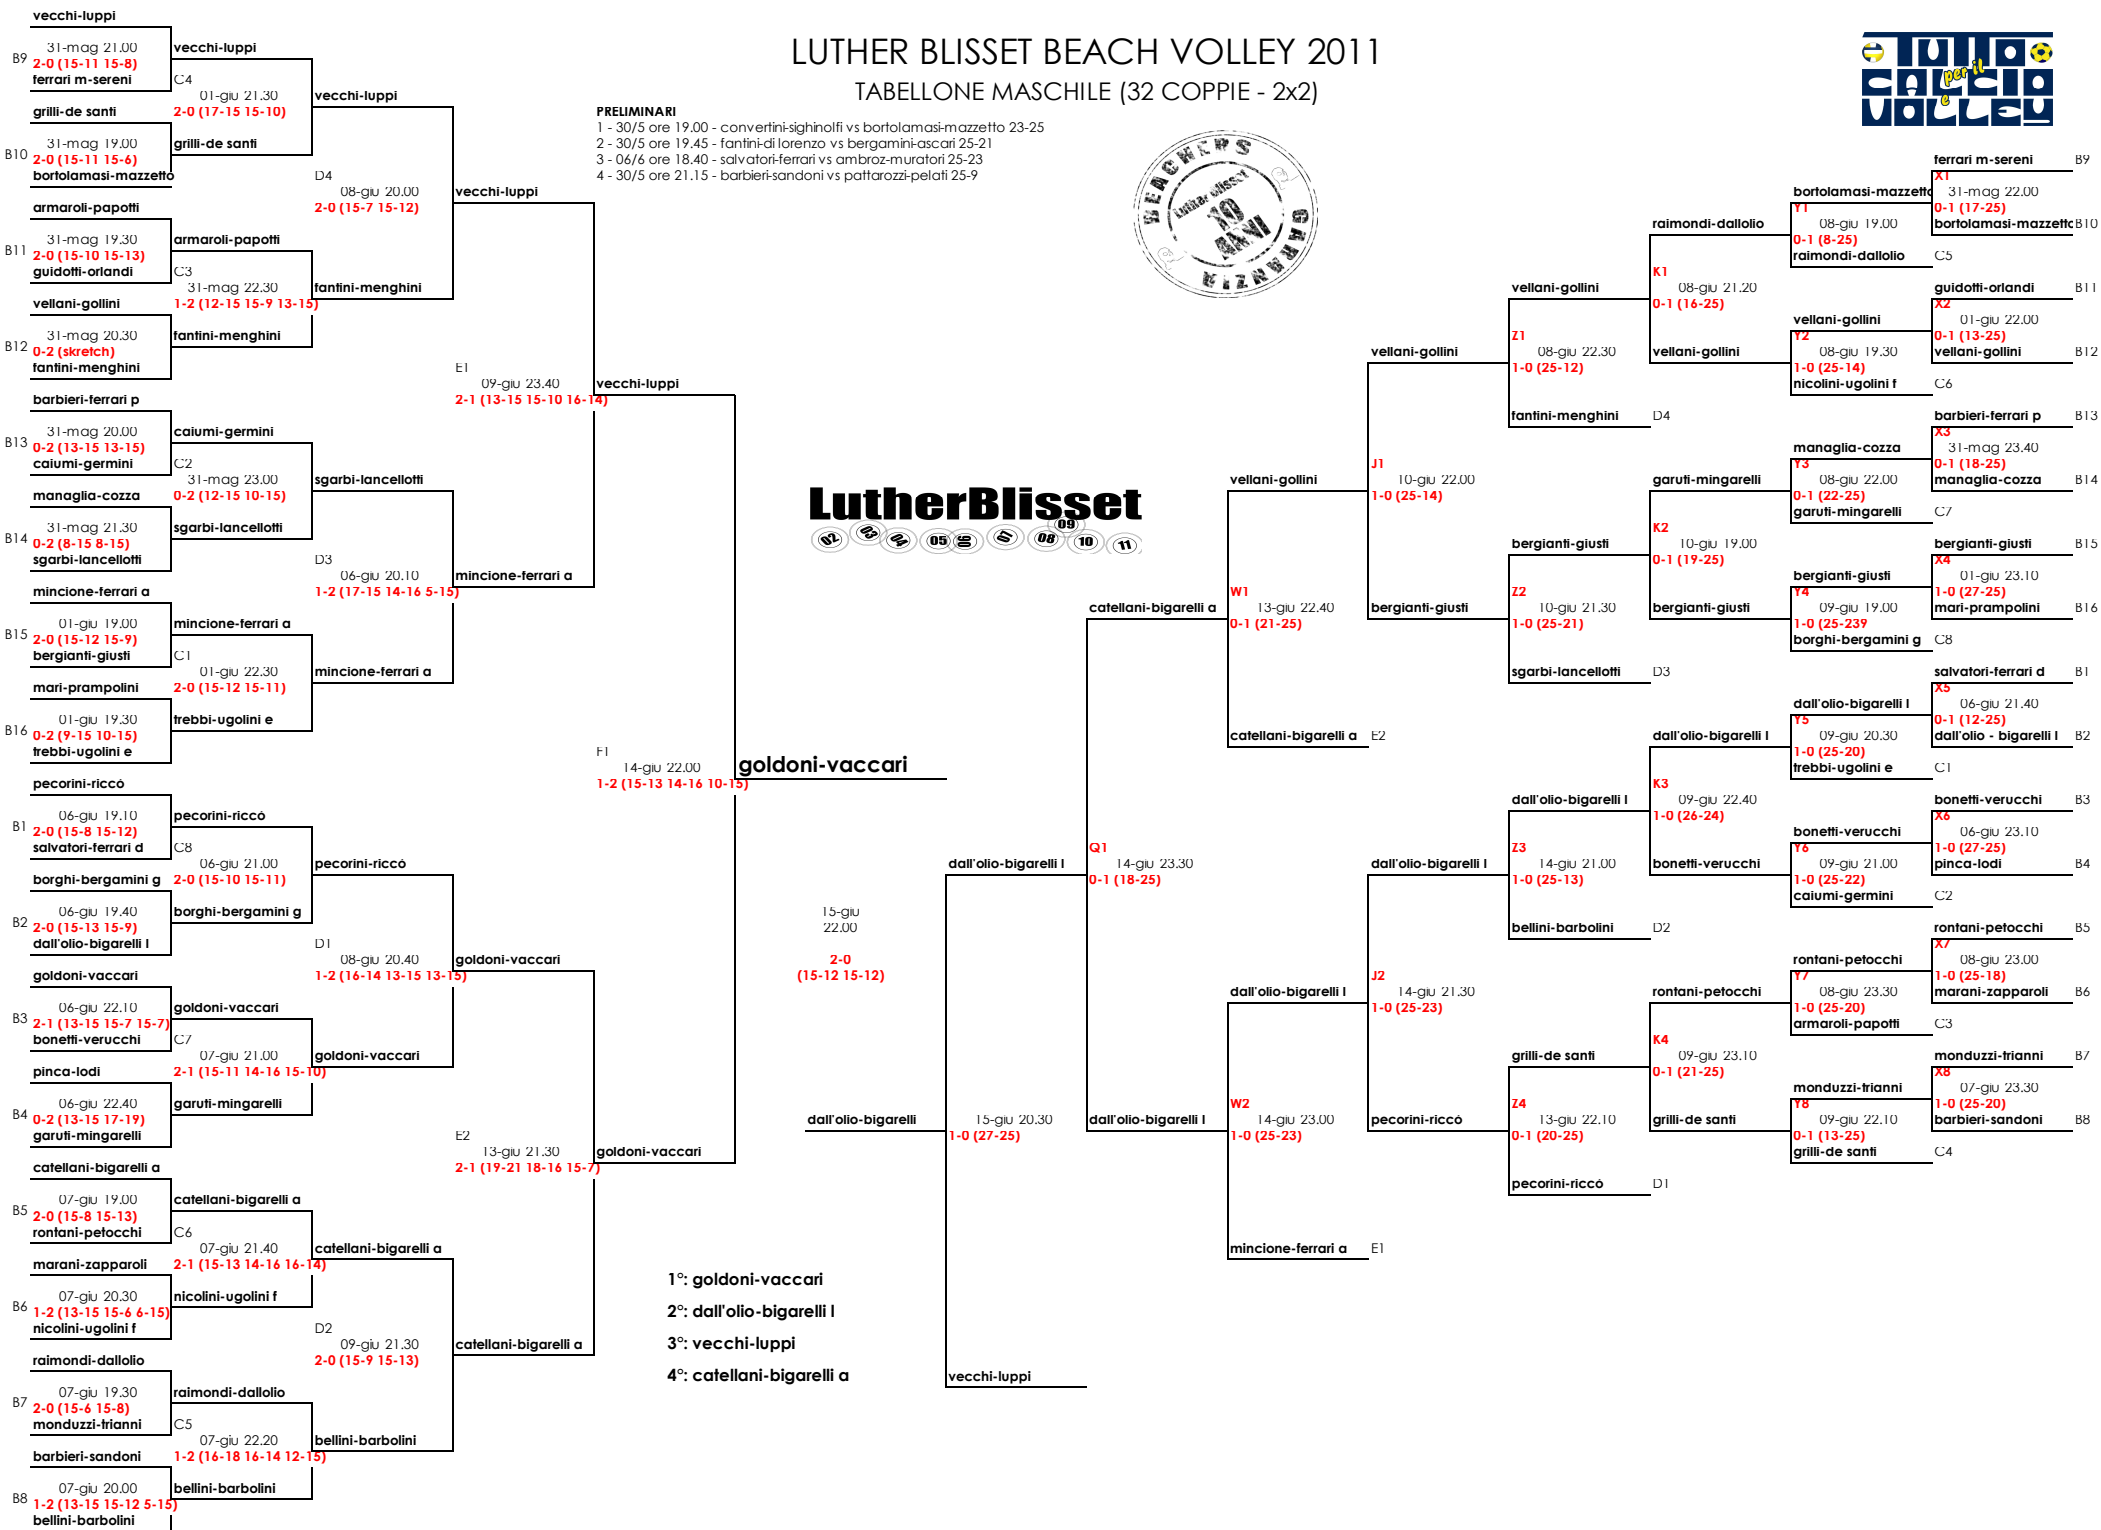 LUTHER BLISSET BEACH VOLLEY 2011
TABELLONE MASCHILE (32 COPPIE - 2x2)
TUTTO
per il
CALCIO
e
VOLLEY
PRELIMINARI
1 - 30/5 ore 19.00 - convertini-sighinolfi vs bortolamasi-mazzetto 23-25
2 - 30/5 ore 19.45 - fantini-di lorenzo vs bergamini-ascari 25-21
3 - 06/6 ore 18.40 - salvatori-ferrari vs ambroz-muratori 25-23
4 - 30/5 ore 21.15 - barbieri-sandoni vs pattarozzi-pelati 25-9
BEACHERS
Luther Blisset
10
ANNI
GARANZIA
vecchi-luppi
B9
31-mag 21.00
2-0 (15-11 15-8)
ferrari m-sereni
grilli-de santi
B10
31-mag 19.00
2-0 (15-11 15-6)
bortolamasi-mazzetto
armaroli-papotti
B11
31-mag 19.30
2-0 (15-10 15-13)
guidotti-orlandi
vellani-gollini
B12
31-mag 20.30
0-2 (skretch)
fantini-menghini
barbieri-ferrari p
B13
31-mag 20.00
0-2 (13-15 13-15)
caiumi-germini
managlia-cozza
B14
31-mag 21.30
0-2 (8-15 8-15)
sgarbi-lancellotti
mincione-ferrari a
B15
01-giu 19.00
2-0 (15-12 15-9)
bergianti-giusti
mari-prampolini
B16
01-giu 19.30
0-2 (9-15 10-15)
trebbi-ugolini e
pecorini-riccò
B1
06-giu 19.10
2-0 (15-8 15-12)
salvatori-ferrari d
borghi-bergamini g
B2
06-giu 19.40
2-0 (15-13 15-9)
dall'olio-bigarelli l
goldoni-vaccari
B3
06-giu 22.10
2-1 (13-15 15-7 15-7)
bonetti-verucchi
pinca-lodi
B4
06-giu 22.40
0-2 (13-15 17-19)
garuti-mingarelli
catellani-bigarelli a
B5
07-giu 19.00
2-0 (15-8 15-13)
rontani-petocchi
marani-zapparoli
B6
07-giu 20.30
1-2 (13-15 15-6 6-15)
nicolini-ugolini f
raimondi-dallolio
B7
07-giu 19.30
2-0 (15-6 15-8)
monduzzi-trianni
barbieri-sandoni
B8
07-giu 20.00
1-2 (13-15 15-12 5-15)
bellini-barbolini
vecchi-luppi
C4
01-giu 21.30
2-0 (17-15 15-10)
grilli-de santi
armaroli-papotti
C3
31-mag 22.30
1-2 (12-15 15-9 13-15)
fantini-menghini
caiumi-germini
C2
31-mag 23.00
0-2 (12-15 10-15)
sgarbi-lancellotti
mincione-ferrari a
C1
01-giu 22.30
2-0 (15-12 15-11)
trebbi-ugolini e
pecorini-riccò
C8
06-giu 21.00
2-0 (15-10 15-11)
borghi-bergamini g
goldoni-vaccari
C7
07-giu 21.00
2-1 (15-11 14-16 15-10)
garuti-mingarelli
catellani-bigarelli a
C6
07-giu 21.40
2-1 (15-13 14-16 16-14)
nicolini-ugolini f
raimondi-dallolio
C5
07-giu 22.20
1-2 (16-18 16-14 12-15)
bellini-barbolini
vecchi-luppi
D4
08-giu 20.00
2-0 (15-7 15-12)
fantini-menghini
sgarbi-lancellotti
D3
06-giu 20.10
1-2 (17-15 14-16 5-15)
mincione-ferrari a
pecorini-riccò
D1
08-giu 20.40
1-2 (16-14 13-15 13-15)
goldoni-vaccari
catellani-bigarelli a
D2
09-giu 21.30
2-0 (15-9 15-13)
bellini-barbolini
vecchi-luppi
E1
09-giu 23.40
2-1 (13-15 15-10 16-14)
mincione-ferrari a
goldoni-vaccari
E2
13-giu 21.30
2-1 (19-21 18-16 15-7)
catellani-bigarelli a
vecchi-luppi
F1
14-giu 22.00
1-2 (15-13 14-16 10-15)
goldoni-vaccari
goldoni-vaccari
15-giu
22.00
2-0
(15-12 15-12)
dall'olio-bigarelli
LutherBlisset
02 03 04 05 06 07 08 09 10 11
1°: goldoni-vaccari
2°: dall'olio-bigarelli l
3°: vecchi-luppi
4°: catellani-bigarelli a
dall'olio-bigarelli l
15-giu 20.30
1-0 (27-25)
vecchi-luppi
catellani-bigarelli a
Q1
14-giu 23.30
0-1 (18-25)
dall'olio-bigarelli l
vellani-gollini
W1
13-giu 22.40
0-1 (21-25)
catellani-bigarelli a E2
dall'olio-bigarelli l
W2
14-giu 23.00
1-0 (25-23)
mincione-ferrari a E1
vellani-gollini
J1
10-giu 22.00
1-0 (25-14)
bergianti-giusti
dall'olio-bigarelli l
J2
14-giu 21.30
1-0 (25-23)
pecorini-riccò
vellani-gollini
Z1
08-giu 22.30
1-0 (25-12)
fantini-menghini D4
bergianti-giusti
Z2
10-giu 21.30
1-0 (25-21)
sgarbi-lancellotti D3
dall'olio-bigarelli l
Z3
14-giu 21.00
1-0 (25-13)
bellini-barbolini D2
grilli-de santi
Z4
13-giu 22.10
0-1 (20-25)
pecorini-riccò D1
raimondi-dallolio
K1
08-giu 21.20
0-1 (16-25)
vellani-gollini
garuti-mingarelli
K2
10-giu 19.00
0-1 (19-25)
bergianti-giusti
dall'olio-bigarelli l
K3
09-giu 22.40
1-0 (26-24)
bonetti-verucchi
rontani-petocchi
K4
09-giu 23.10
0-1 (21-25)
grilli-de santi
bortolamasi-mazzetto
Y1
08-giu 19.00
0-1 (8-25)
raimondi-dallolio C5
vellani-gollini
Y2
08-giu 19.30
1-0 (25-14)
nicolini-ugolini f C6
managlia-cozza
Y3
08-giu 22.00
0-1 (22-25)
garuti-mingarelli C7
bergianti-giusti
Y4
09-giu 19.00
1-0 (25-239
borghi-bergamini g C8
dall'olio-bigarelli l
Y5
09-giu 20.30
1-0 (25-20)
trebbi-ugolini e C1
bonetti-verucchi
Y6
09-giu 21.00
1-0 (25-22)
caiumi-germini C2
rontani-petocchi
Y7
08-giu 23.30
1-0 (25-20)
armaroli-papotti C3
monduzzi-trianni
Y8
09-giu 22.10
0-1 (13-25)
grilli-de santi C4
ferrari m-sereni B9
X1
31-mag 22.00
0-1 (17-25)
bortolamasi-mazzetto B10
guidotti-orlandi B11
X2
01-giu 22.00
0-1 (13-25)
vellani-gollini B12
barbieri-ferrari p B13
X3
31-mag 23.40
0-1 (18-25)
managlia-cozza B14
bergianti-giusti B15
X4
01-giu 23.10
1-0 (27-25)
mari-prampolini B16
salvatori-ferrari d B1
X5
06-giu 21.40
0-1 (12-25)
dall'olio - bigarelli l B2
bonetti-verucchi B3
X6
06-giu 23.10
1-0 (27-25)
pinca-lodi B4
rontani-petocchi B5
X7
08-giu 23.00
1-0 (25-18)
marani-zapparoli B6
monduzzi-trianni B7
X8
07-giu 23.30
1-0 (25-20)
barbieri-sandoni B8